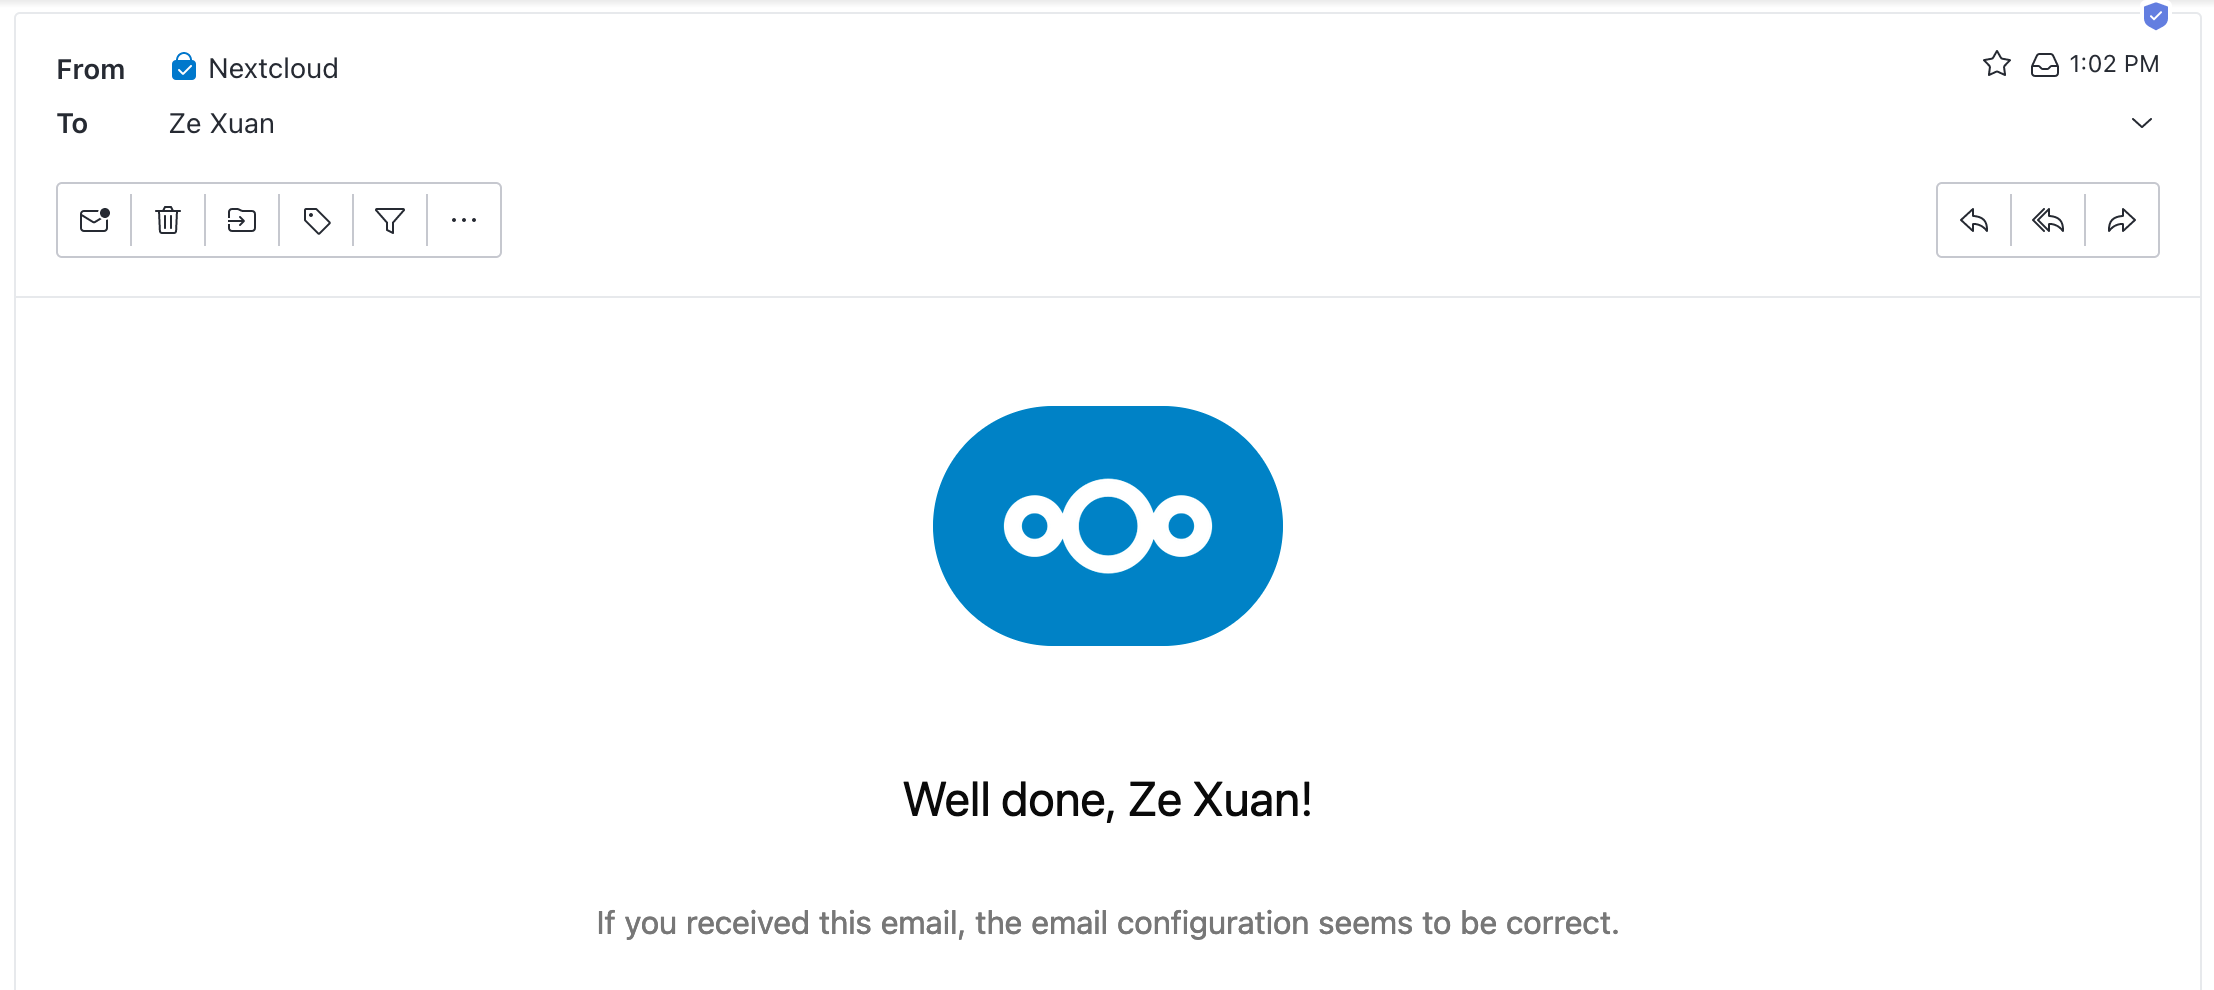 From Nextcloud
1:02 PM
To Ze Xuan
Well done, Ze Xuan!
If you received this email, the email configuration seems to be correct.